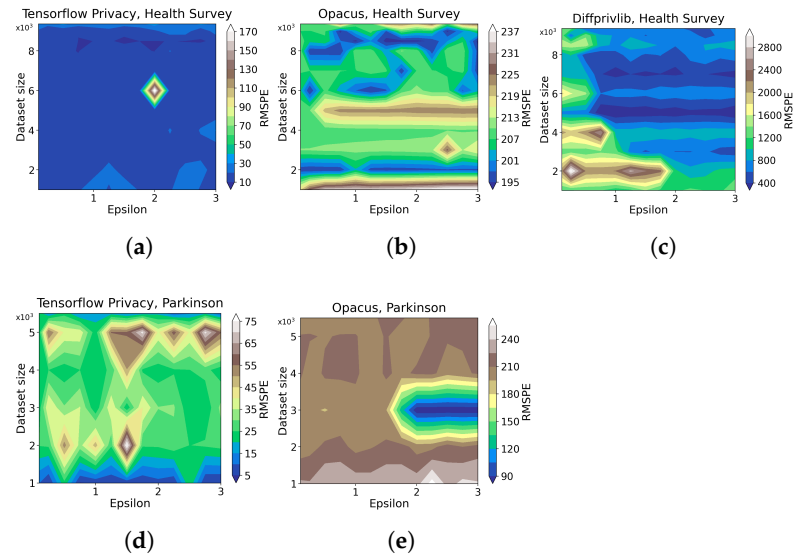 Tensorflow Privacy, Health Survey
x10³
8
6
4
2
1
2
3
Dataset size
Epsilon
170
150
130
110
90
70
50
30
10
RMSPE
(a)
Opacus, Health Survey
x10³
8
6
4
2
1
2
3
Dataset size
Epsilon
237
231
225
219
213
207
201
195
RMSPE
(b)
Diffprivlib, Health Survey
x10³
8
6
4
2
1
2
3
Dataset size
Epsilon
2800
2400
2000
1600
1200
800
400
RMSPE
(c)
Tensorflow Privacy, Parkinson
x10³
5
4
3
2
1
1
2
3
Dataset size
Epsilon
75
65
55
45
35
25
15
5
RMSPE
(d)
Opacus, Parkinson
x10³
5
4
3
2
1
1
2
3
Dataset size
Epsilon
240
210
180
150
120
90
RMSPE
(e)